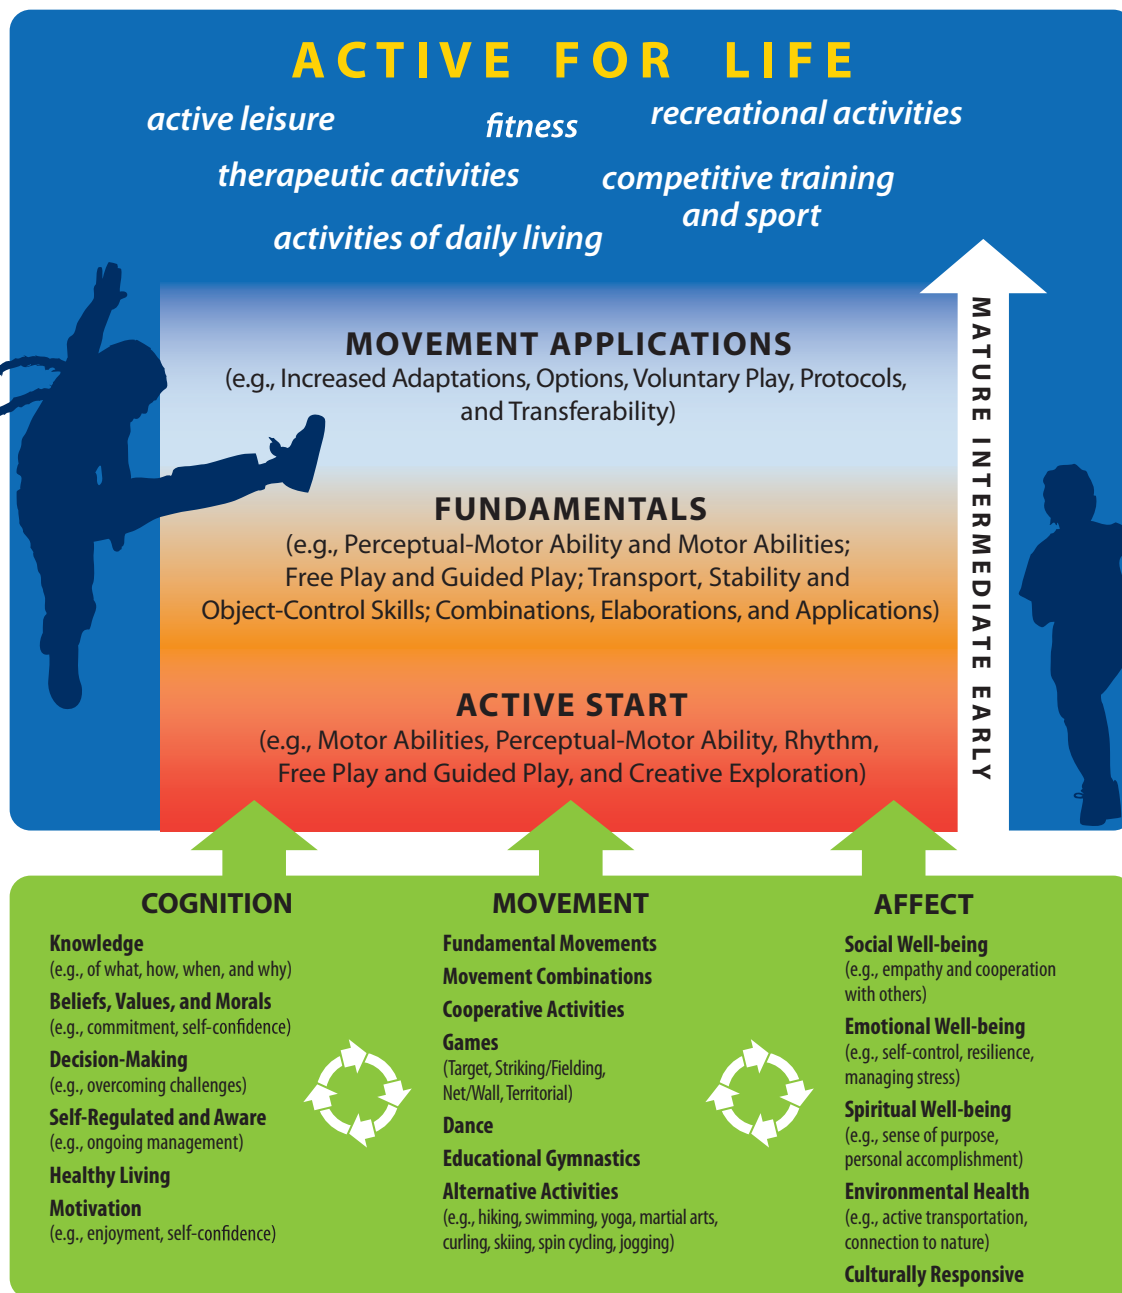 ACTIVE FOR LIFE
active leisure
fitness
recreational activities
therapeutic activities
competitive training
and sport
activities of daily living
MOVEMENT APPLICATIONS
(e.g., Increased Adaptations, Options, Voluntary Play, Protocols,
and Transferability)
FUNDAMENTALS
(e.g., Perceptual-Motor Ability and Motor Abilities;
Free Play and Guided Play; Transport, Stability and
Object-Control Skills; Combinations, Elaborations, and Applications)
ACTIVE START
(e.g., Motor Abilities, Perceptual-Motor Ability, Rhythm,
Free Play and Guided Play, and Creative Exploration)
MATURE INTERMEDIATE EARLY
COGNITION
Knowledge
(e.g., of what, how, when, and why)
Beliefs, Values, and Morals
(e.g., commitment, self-confidence)
Decision-Making
(e.g., overcoming challenges)
Self-Regulated and Aware
(e.g., ongoing management)
Healthy Living
Motivation
(e.g., enjoyment, self-confidence)
MOVEMENT
Fundamental Movements
Movement Combinations
Cooperative Activities
Games
(Target, Striking/Fielding,
Net/Wall, Territorial)
Dance
Educational Gymnastics
Alternative Activities
(e.g., hiking, swimming, yoga, martial arts,
curling, skiing, spin cycling, jogging)
AFFECT
Social Well-being
(e.g., empathy and cooperation
with others)
Emotional Well-being
(e.g., self-control, resilience,
managing stress)
Spiritual Well-being
(e.g., sense of purpose,
personal accomplishment)
Environmental Health
(e.g., active transportation,
connection to nature)
Culturally Responsive